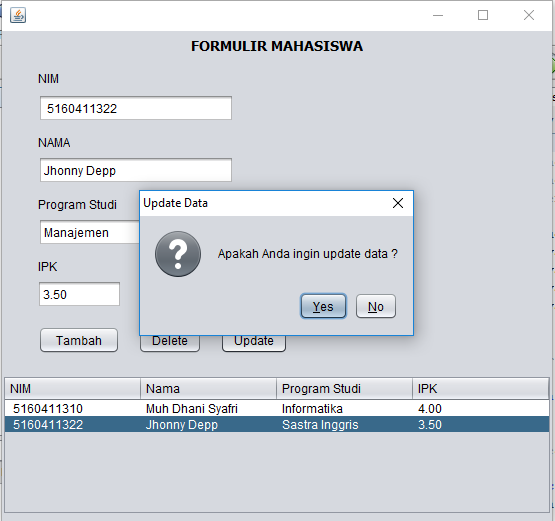 FORMULIR MAHASISWA
NIM
5160411322
NAMA
Jhonny Depp
Program Studi
Manajemen
IPK
3.50
Update Data
Apakah Anda ingin update data ?
Yes No
Tambah Delete Update
NIM Nama Program Studi IPK
5160411310 Muh Dhani Syafri Informatika 4.00
5160411322 Jhonny Depp Sastra Inggris 3.50